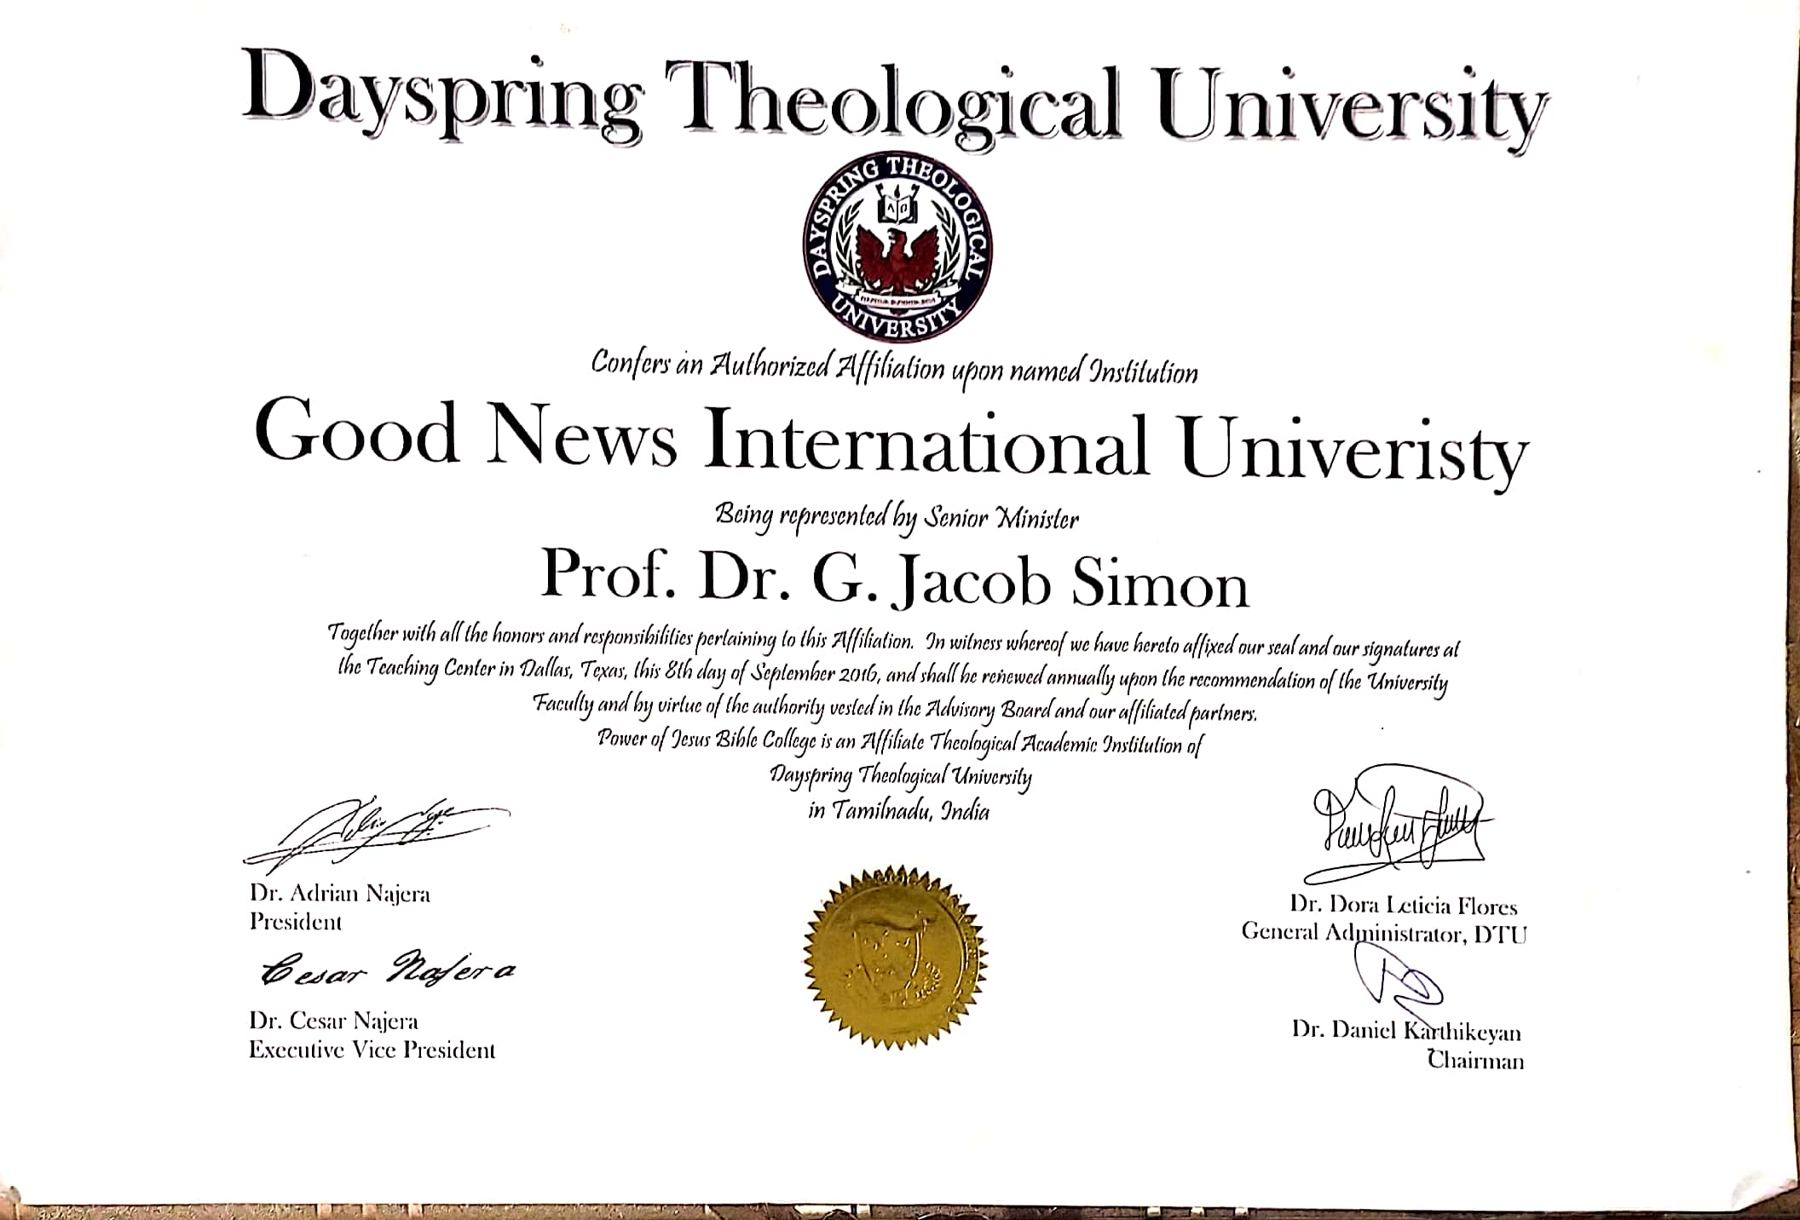 Dayspring Theological University
DAYSPRING THEOLOGICAL
UNIVERSITY
Confers an Authorized Affiliation upon named Institution
Good News International Univeristy
Being represented by Senior Minister
Prof. Dr. G. Jacob Simon
Together with all the honors and responsibilities pertaining to this Affiliation. In witness whereof we have hereto affixed our seal and our signatures at
the Teaching Center in Dallas, Texas, this 8th day of September 2016, and shall be renewed annually upon the recommendation of the University
Faculty and by virtue of the authority vested in the Advisory Board and our affiliated partners.
Power of Jesus Bible College is an Affiliate Theological Academic Institution of
Dayspring Theological University
in Tamilnadu, India
Dr. Adrian Najera
President
Cesar Najera
Dr. Cesar Najera
Executive Vice President
Dr. Dora Leticia Flores
General Administrator, DTU
Dr. Daniel Karthikeyan
Chairman